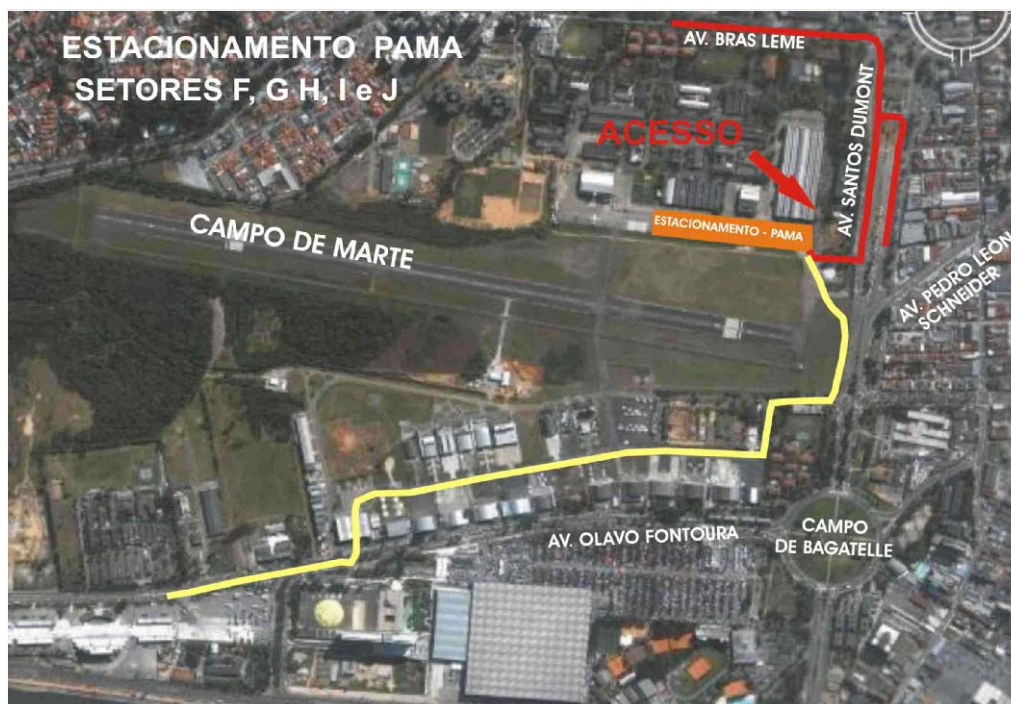 ESTACIONAMENTO PAMA
SETORES F, G H, I e J
AV. BRAS LEME
ACESSO
AV. SANTOS DUMONT
ESTACIONAMENTO - PAMA
CAMPO DE MARTE
AV. PEDRO LEON
SCHNEIDER
AV. OLAVO FONTOURA
CAMPO
DE BAGATELLE